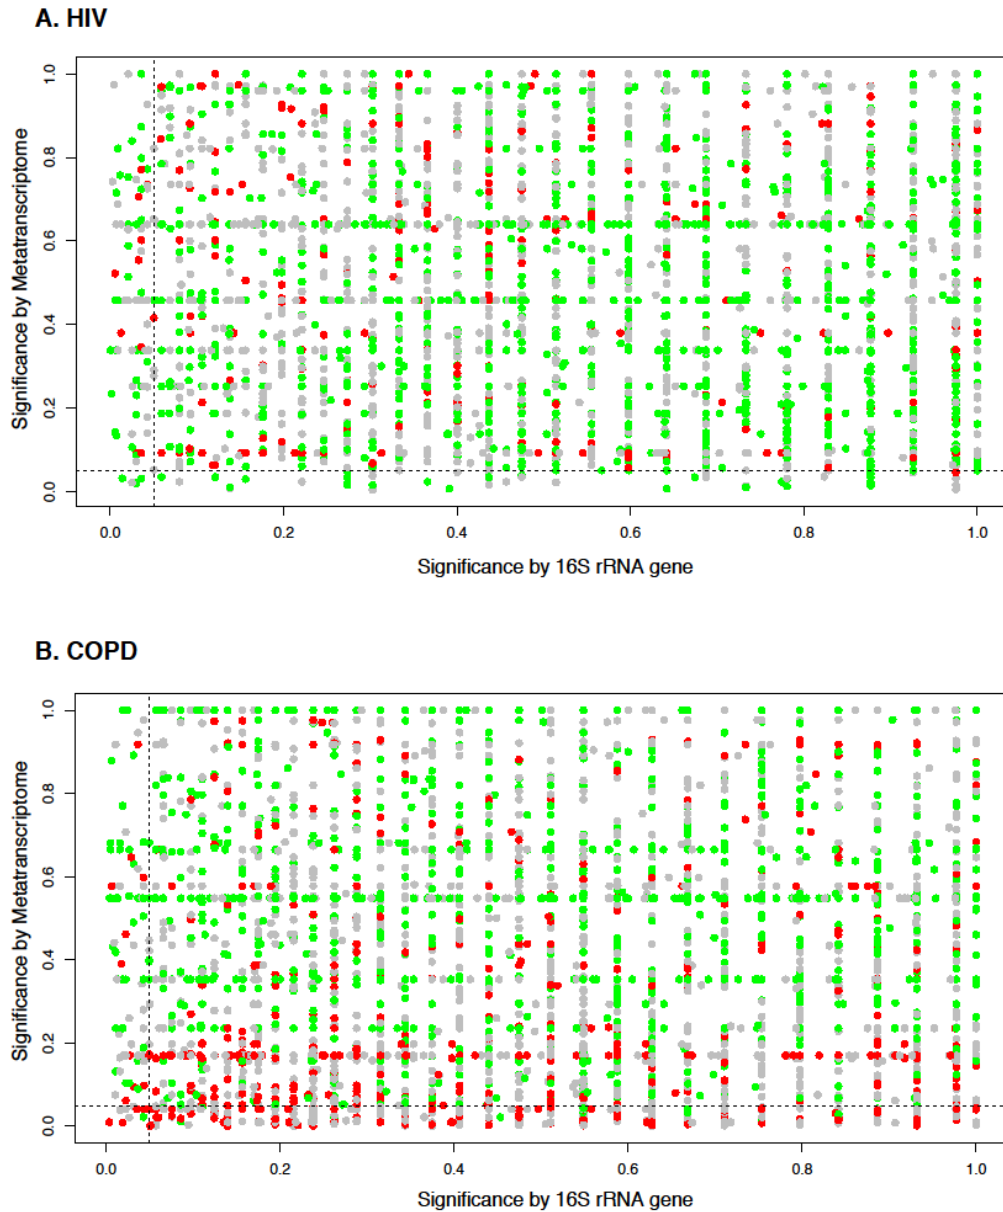 A. HIV
Significance by Metatranscriptome
1.0
0.8
0.6
0.4
0.2
0.0
0.0 0.2 0.4 0.6 0.8 1.0
Significance by 16S rRNA gene
B. COPD
Significance by Metatranscriptome
1.0
0.8
0.6
0.4
0.2
0.0
0.0 0.2 0.4 0.6 0.8 1.0
Significance by 16S rRNA gene